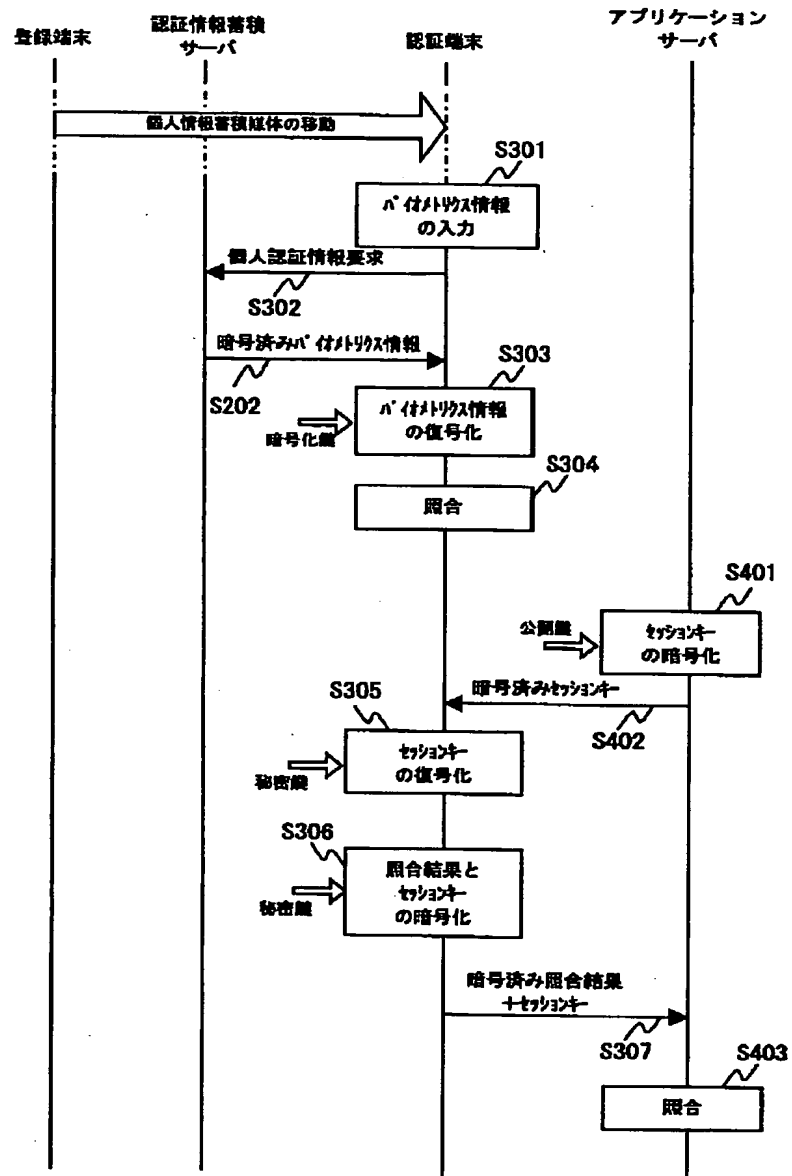 登録端末
認証情報蓄積
サーバ
認証端末
アプリケーション
サーバ
個人情報蓄積媒体の移動
S301
バイオメトリクス情報
の入力
個人認証情報要求
S302
暗号済みバイオメトリクス情報
S202
S303
バイオメトリクス情報
の復号化
暗号化鍵
S304
照合
S401
公開鍵
セッションキー
の暗号化
暗号済みセッションキー
S402
S305
セッションキー
の復号化
秘密鍵
S306
照合結果と
セッションキー
の暗号化
秘密鍵
暗号済み照合結果
+セッションキー
S307
S403
照合